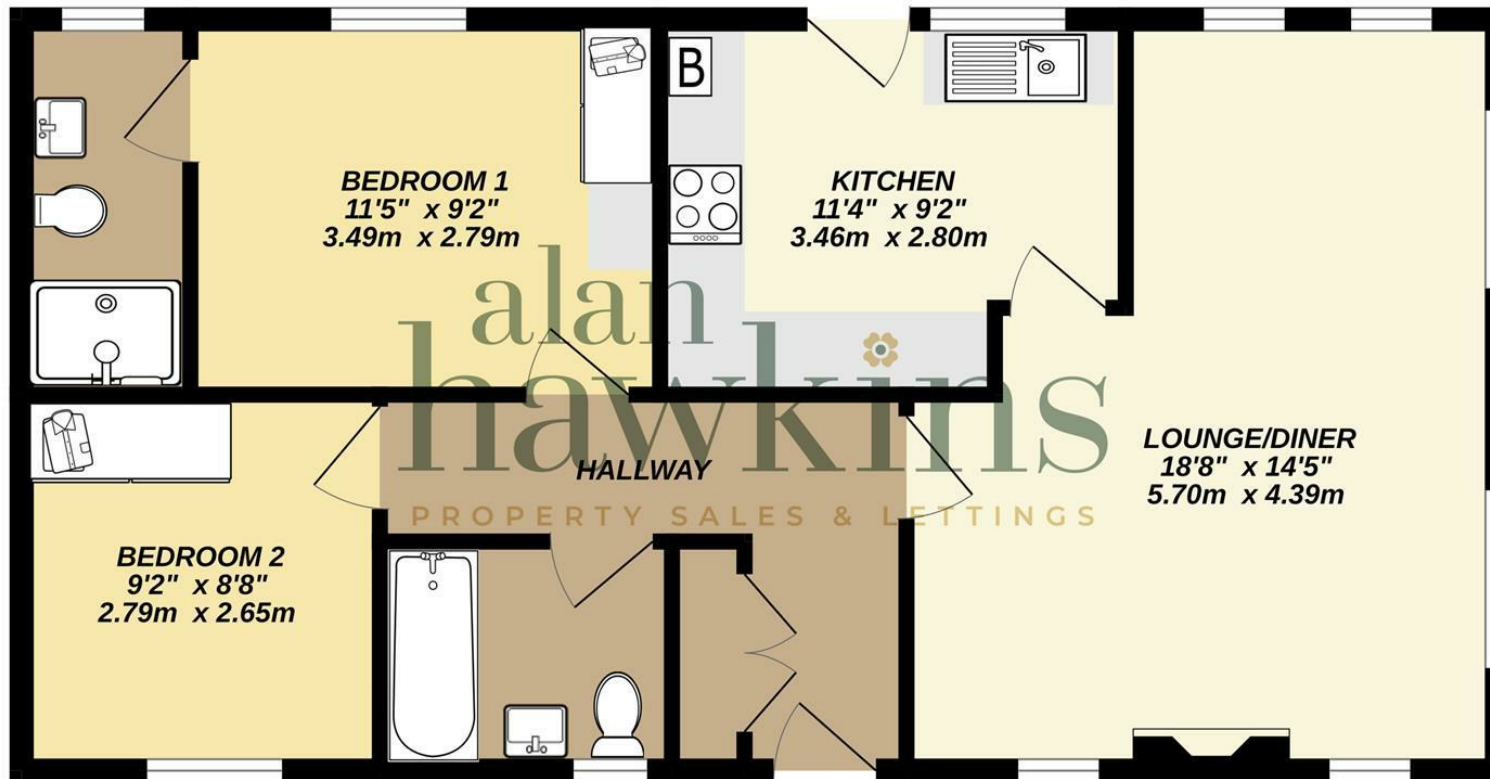 BEDROOM 1
11'5" x 9'2"
3.49m x 2.79m
B
KITCHEN
11'4" x 9'2"
3.46m x 2.80m
alan
hawkins
PROPERTY SALES & LETTINGS
HALLWAY
LOUNGE/DINER
18'8" x 14'5"
5.70m x 4.39m
BEDROOM 2
9'2" x 8'8"
2.79m x 2.65m